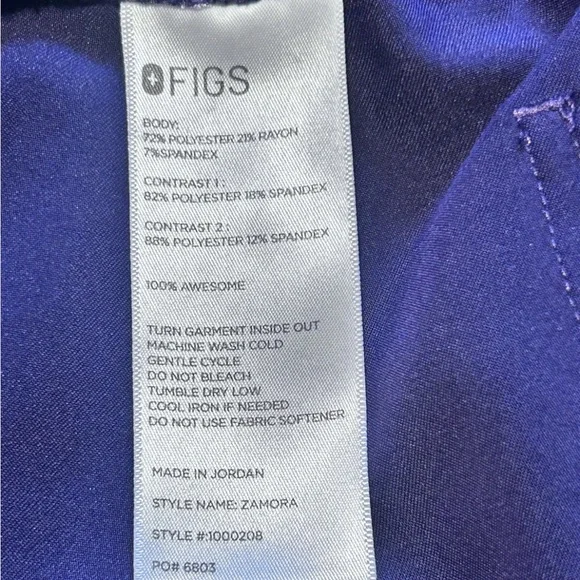 FIGS
BODY:
72% POLYESTER 21% RAYON
7%SPANDEX
CONTRAST 1 :
82% POLYESTER 18% SPANDEX
CONTRAST 2 :
88% POLYESTER 12% SPANDEX
100% AWESOME
TURN GARMENT INSIDE OUT
MACHINE WASH COLD
GENTLE CYCLE
DO NOT BLEACH
TUMBLE DRY LOW
COOL IRON IF NEEDED
DO NOT USE FABRIC SOFTENER
MADE IN JORDAN
STYLE NAME: ZAMORA
STYLE #:1000208
PO# 6803